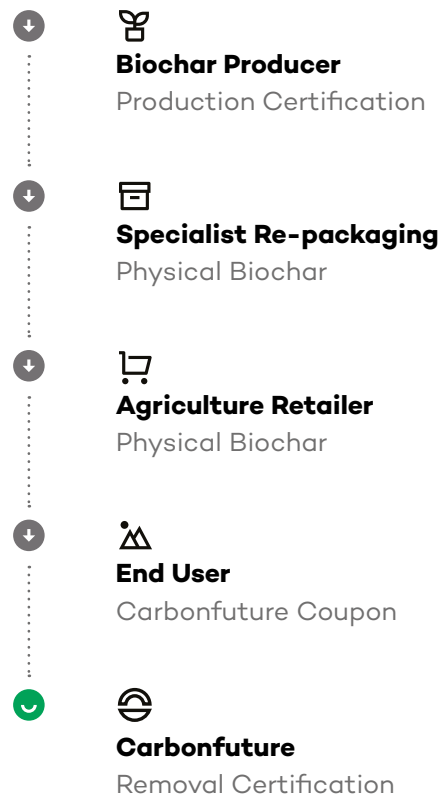 Biochar Producer
Production Certification
Specialist Re-packaging
Physical Biochar
Agriculture Retailer
Physical Biochar
End User
Carbonfuture Coupon
Carbonfuture
Removal Certification